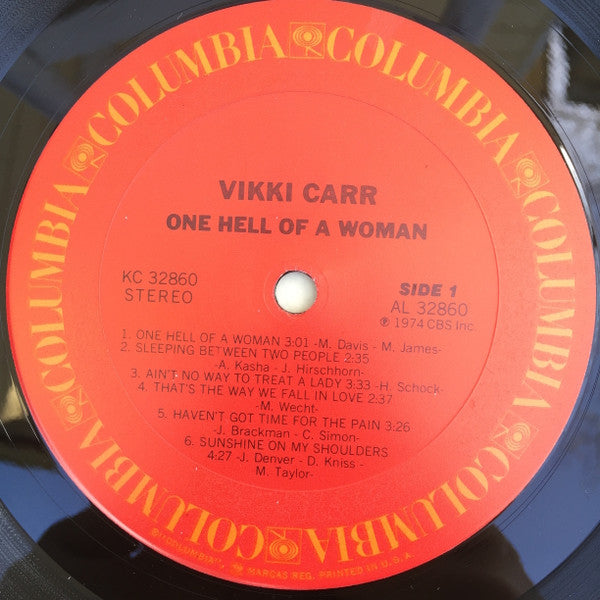 COLUMBIA COLUMBIA COLUMBIA COLUMBIA COLUMBIA COLUMBIA
VIKKI CARR
ONE HELL OF A WOMAN
KC 32860
STEREO
SIDE 1
AL 32860
℗ 1974 CBS Inc.
1. ONE HELL OF A WOMAN 3:01 -M. Davis - M. James-
2. SLEEPING BETWEEN TWO PEOPLE 2:35
-A. Kasha - J. Hirschhorn-
3. AIN'T NO WAY TO TREAT A LADY 3:33 -H. Schock-
4. THAT'S THE WAY WE FALL IN LOVE 2:37
-M. Wecht-
5. HAVEN'T GOT TIME FOR THE PAIN 3:26
-J. Brackman - C. Simon-
6. SUNSHINE ON MY SHOULDERS
4:27 -J. Denver - D. Kniss -
M. Taylor-
"COLUMBIA", MARCAS REG. PRINTED IN U.S.A.